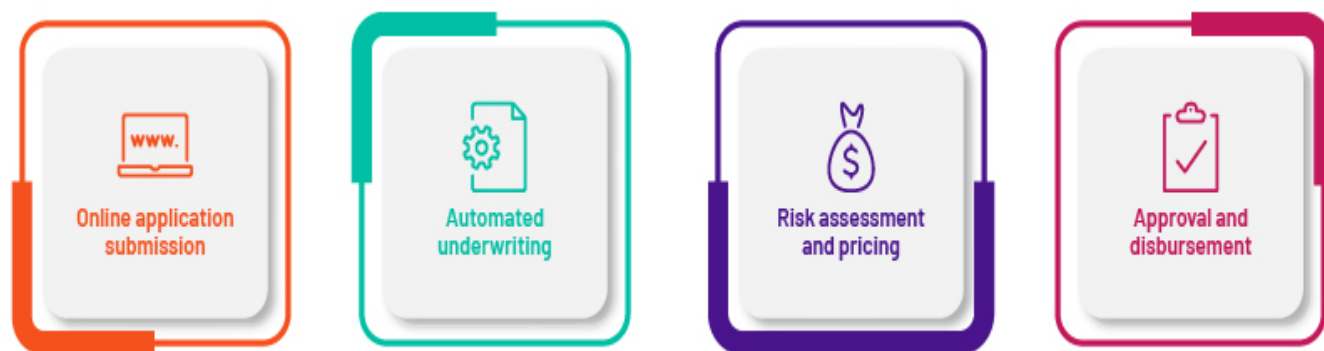 www.
Online application
submission
Automated
underwriting
$
Risk assessment
and pricing
Approval and
disbursement